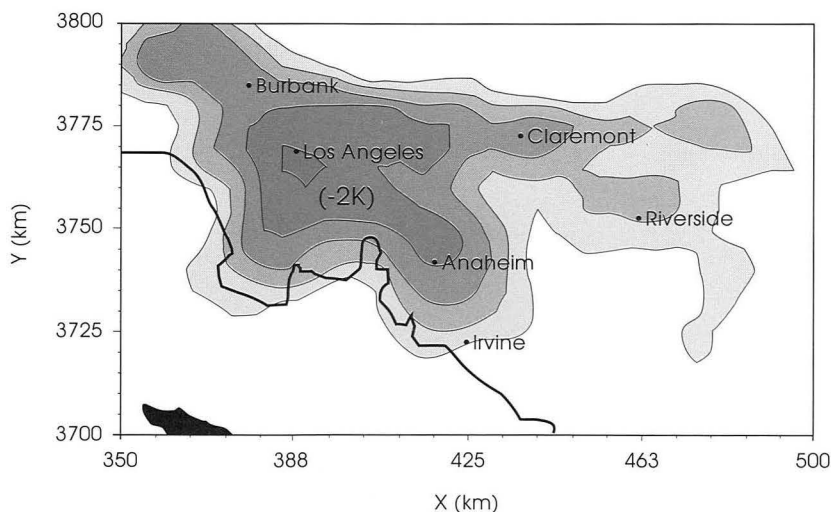 3800
Burbank
3775
Claremont
Los Angeles
(-2K)
Y (km)
3750
Riverside
Anaheim
3725
Irvine
3700
350 388 425 463 500
X (km)